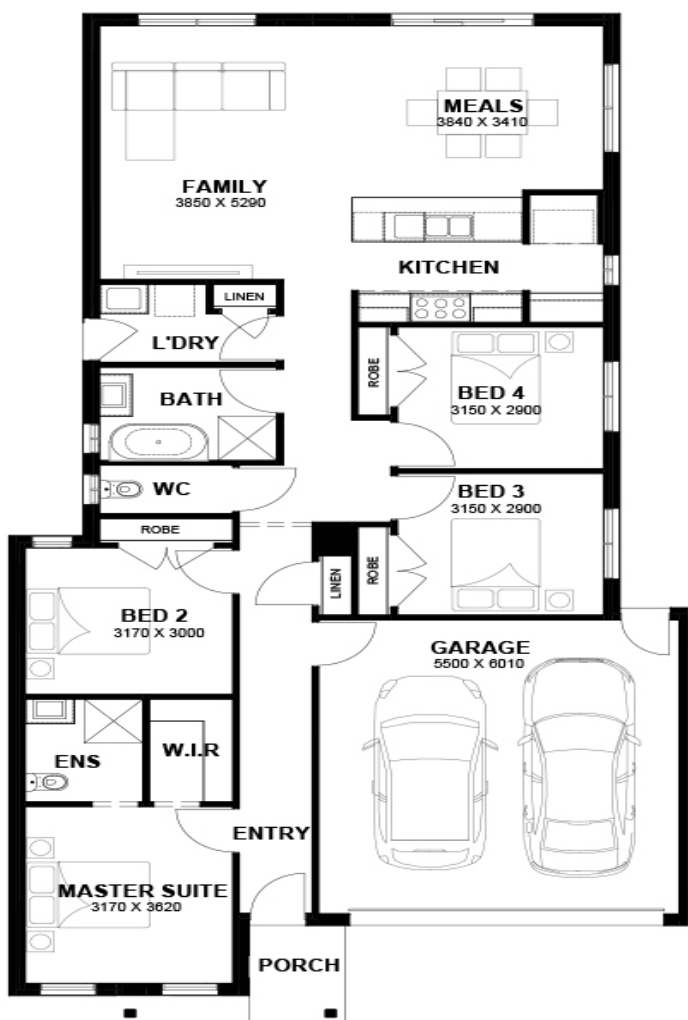 MEALS
3840 X 3410
FAMILY
3850 X 5290
KITCHEN
LINEN
L'DRY
ROBE
BED 4
3150 X 2900
BATH
WC
BED 3
3150 X 2900
ROBE
LINEN
ROBE
BED 2
3170 X 3000
GARAGE
5500 X 6010
ENS
W.I.R
ENTRY
MASTER SUITE
3170 X 3620
PORCH